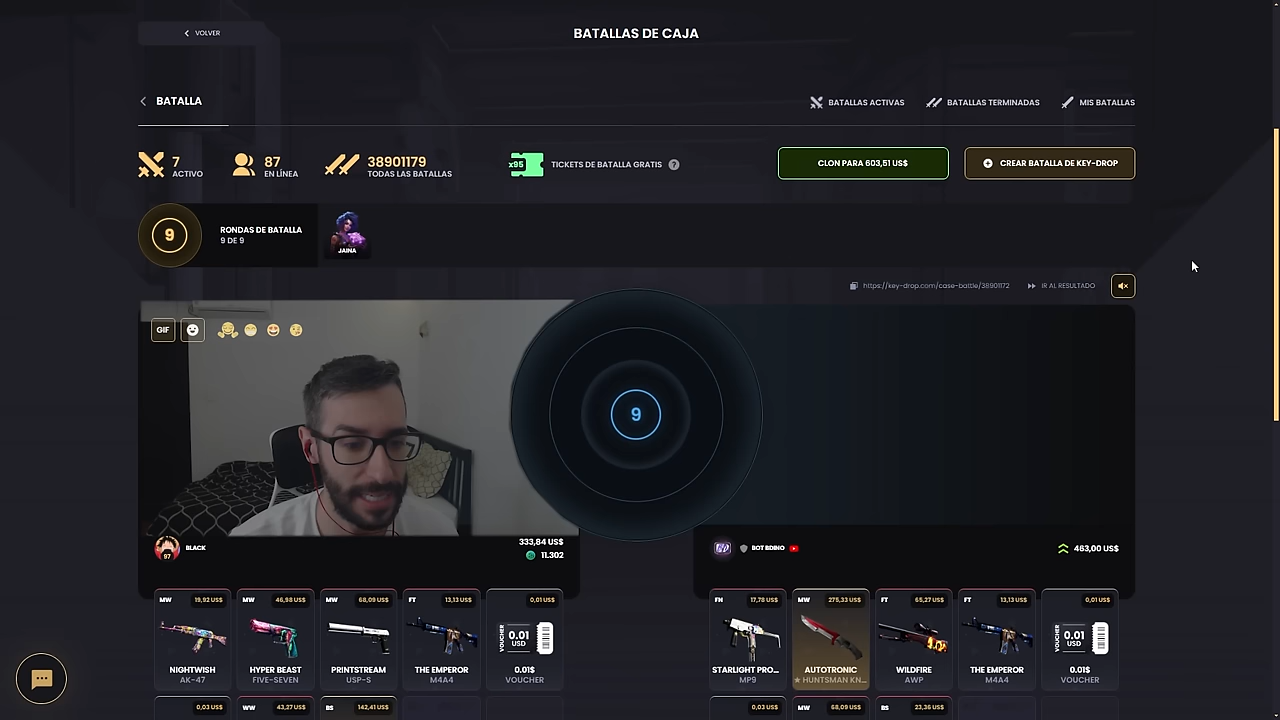 VOLVER
BATALLAS DE CAJA
BATALLA
BATALLAS ACTIVAS
BATALLAS TERMINADAS
MIS BATALLAS
7
ACTIVO
87
EN LÍNEA
38901179
TODAS LAS BATALLAS
x95
TICKETS DE BATALLA GRATIS ?
CLON PARA 603,51 US$
CREAR BATALLA DE KEY-DROP
9
RONDAS DE BATALLA
9 DE 9
JAINA
https://key-drop.com/case-battle/38901172
IR AL RESULTADO
GIF
9
97
BLACK
333,84 US$
11.302
BOT BDINO
463,00 US$
MW 19,92 US$
NIGHTWISH
AK-47
MW 46,98 US$
HYPER BEAST
FIVE-SEVEN
MW 68,09 US$
PRINTSTREAM
USP-S
FT 13,13 US$
THE EMPEROR
M4A4
0,01 US$
VOUCHER
0.01
USD
0.01$
VOUCHER
FN 17,78 US$
STARLIGHT PRO...
MP9
MW 275,33 US$
AUTOTRONIC
★ HUNTSMAN KN...
FT 65,27 US$
WILDFIRE
AWP
FT 13,13 US$
THE EMPEROR
M4A4
0,01 US$
VOUCHER
0.01
USD
0.01$
VOUCHER
0,03 US$
WW 43,27 US$
BS 142,41 US$
0,03 US$
MW 68,09 US$
BS 23,36 US$